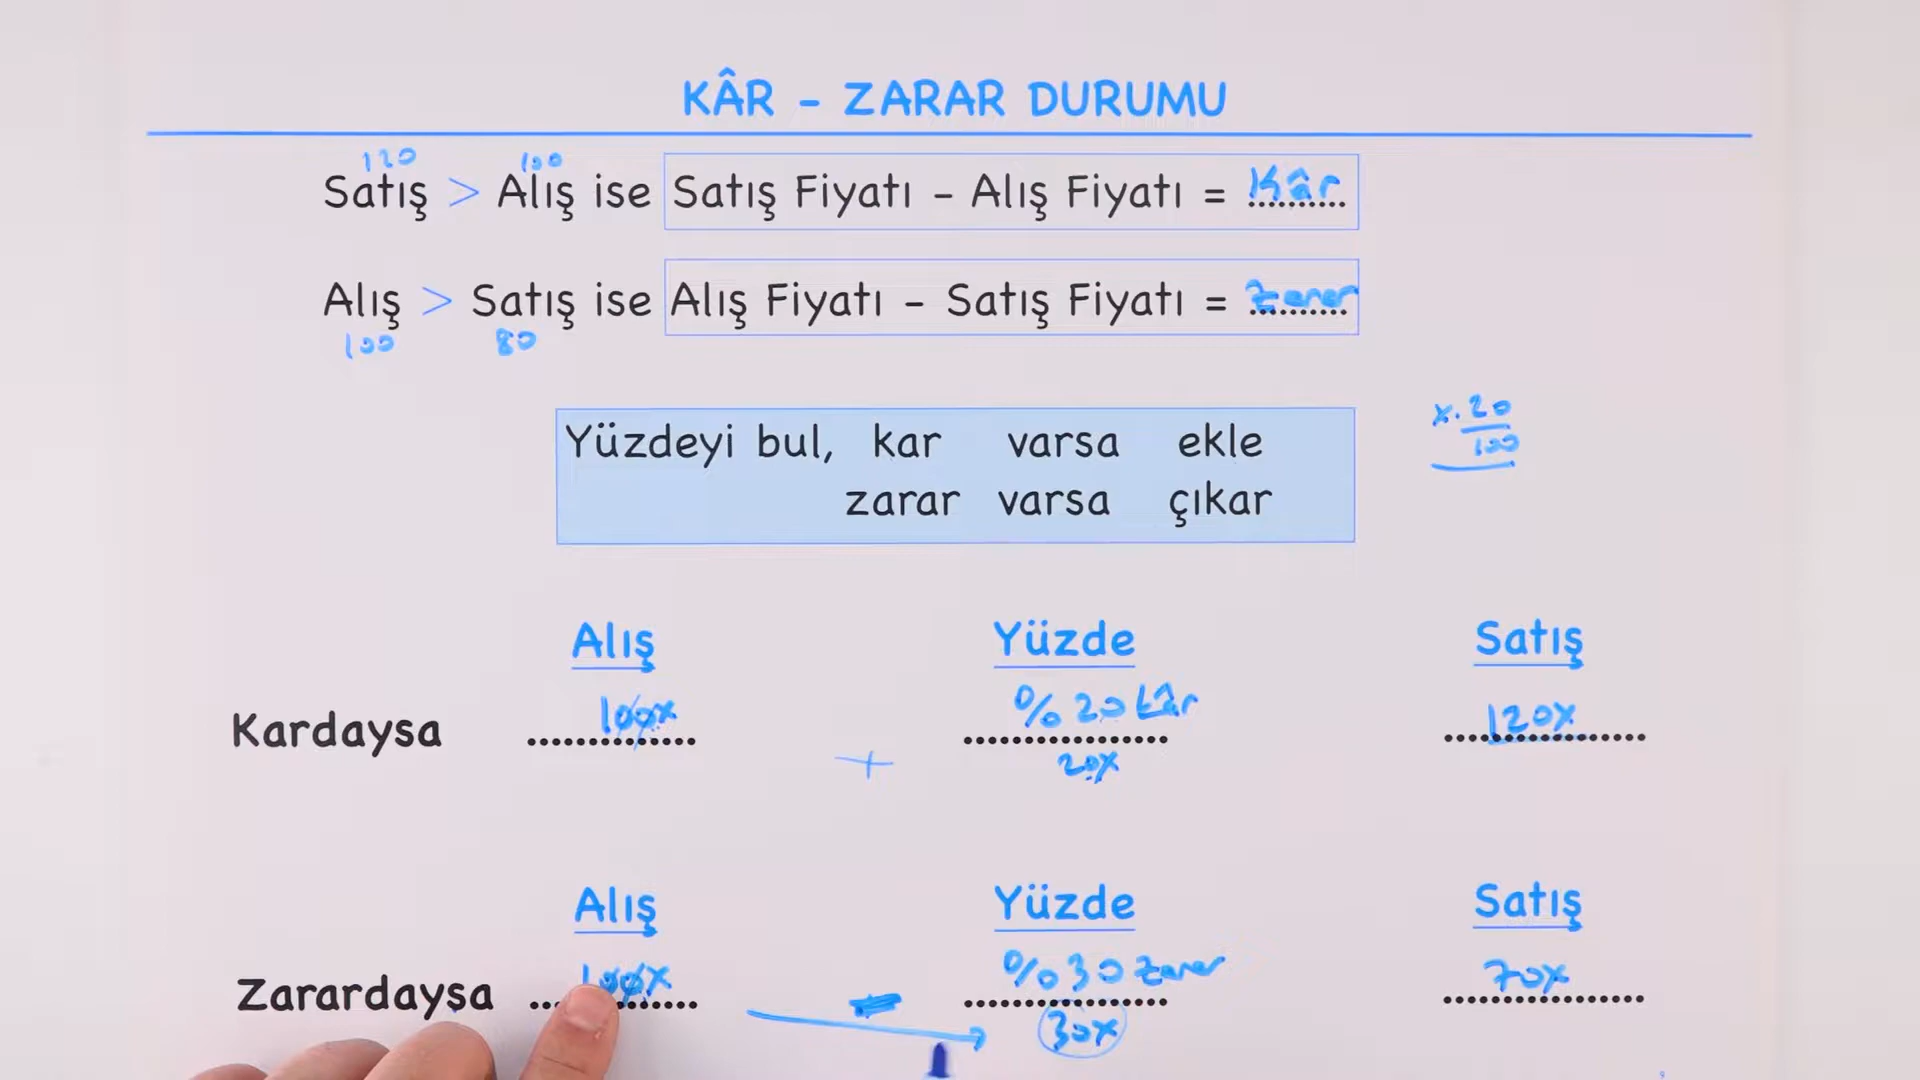 KÂR - ZARAR DURUMU
120 100
Satış > Alış ise Satış Fiyatı - Alış Fiyatı = Kâr
Alış > Satış ise Alış Fiyatı - Satış Fiyatı = Zarar
100 80
x.20
100
Yüzdeyi bul, kar varsa ekle
zarar varsa çıkar
Alış Yüzde Satış
Kardaysa 100x + %20 kâr 120x
20x
Alış Yüzde Satış
Zarardaysa 100x - %30 zarar 70x
30x